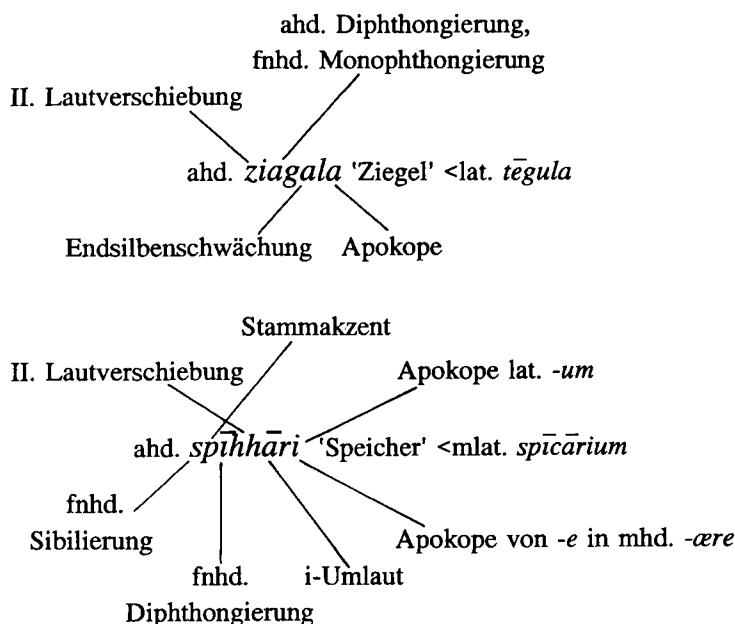 ahd. Diphthongierung,
fnhd. Monophthongierung
II. Lautverschiebung
ahd. ziagala 'Ziegel' <lat. tēgula
Endsilbenschwächung Apokope
Stammakzent
II. Lautverschiebung Apokope lat. -um
ahd. spīhhāri 'Speicher' <mlat. spīcārium
fnhd.
Sibilierung
Apokope von -e in mhd. -ære
fnhd. i-Umlaut
Diphthongierung